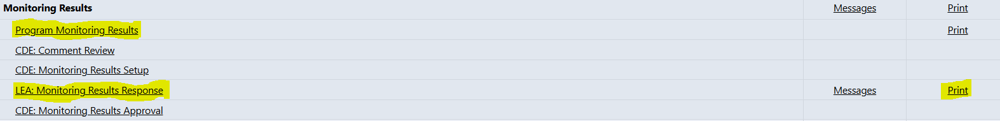 Monitoring Results Messages Print
Program Monitoring Results Print
CDE: Comment Review
CDE: Monitoring Results Setup
LEA: Monitoring Results Response Messages Print
CDE: Monitoring Results Approval